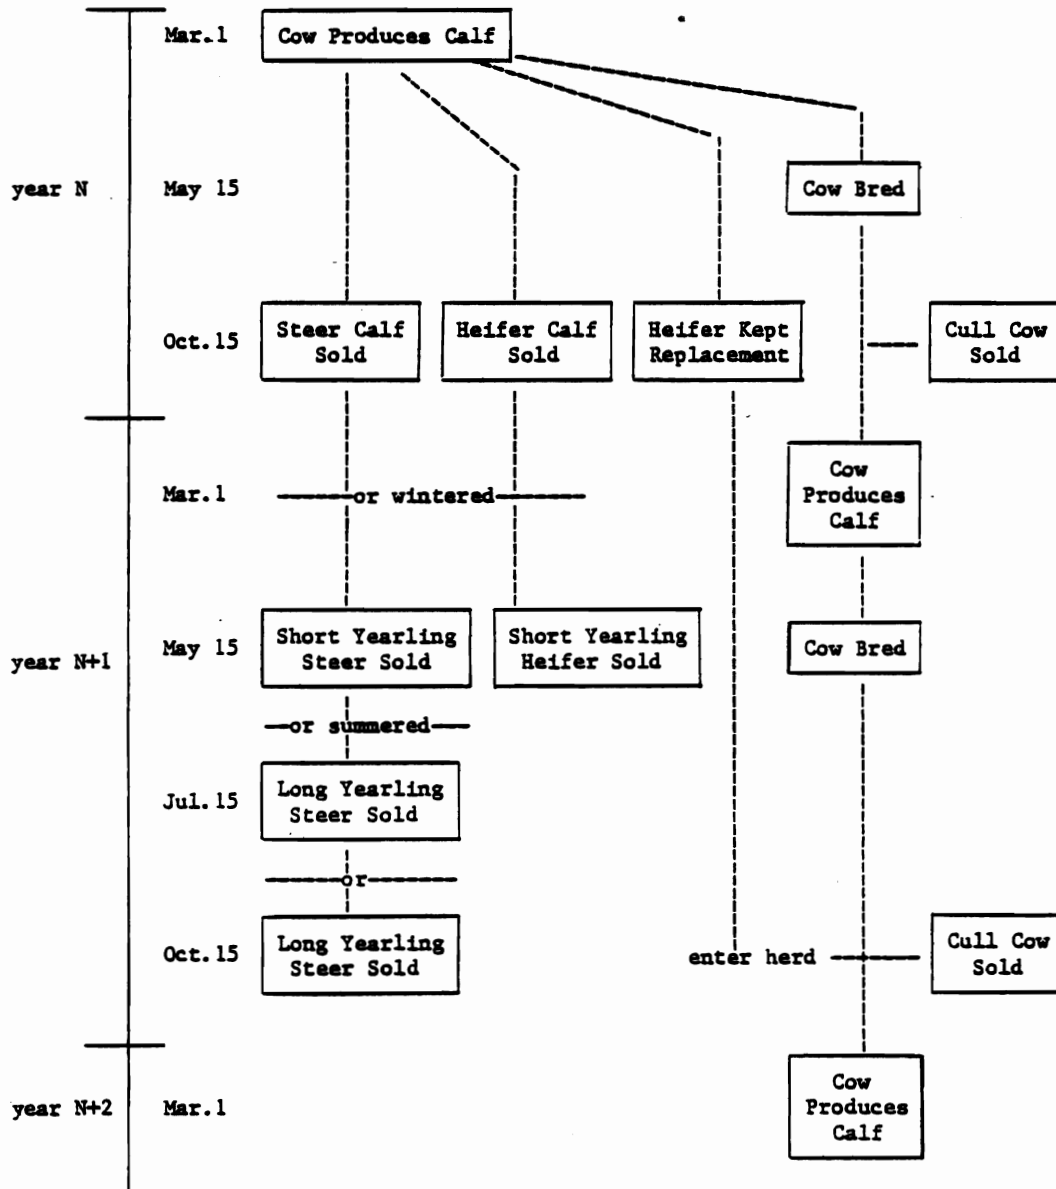 Mar.1
Cow Produces Calf
year N
May 15
Cow Bred
Oct.15
Steer Calf
Sold
Heifer Calf
Sold
Heifer Kept
Replacement
Cull Cow
Sold
Mar.1
or wintered
Cow
Produces
Calf
year N+1
May 15
Short Yearling
Steer Sold
Short Yearling
Heifer Sold
Cow Bred
or summered
Jul.15
Long Yearling
Steer Sold
or
Oct.15
Long Yearling
Steer Sold
enter herd
Cull Cow
Sold
year N+2
Mar.1
Cow
Produces
Calf